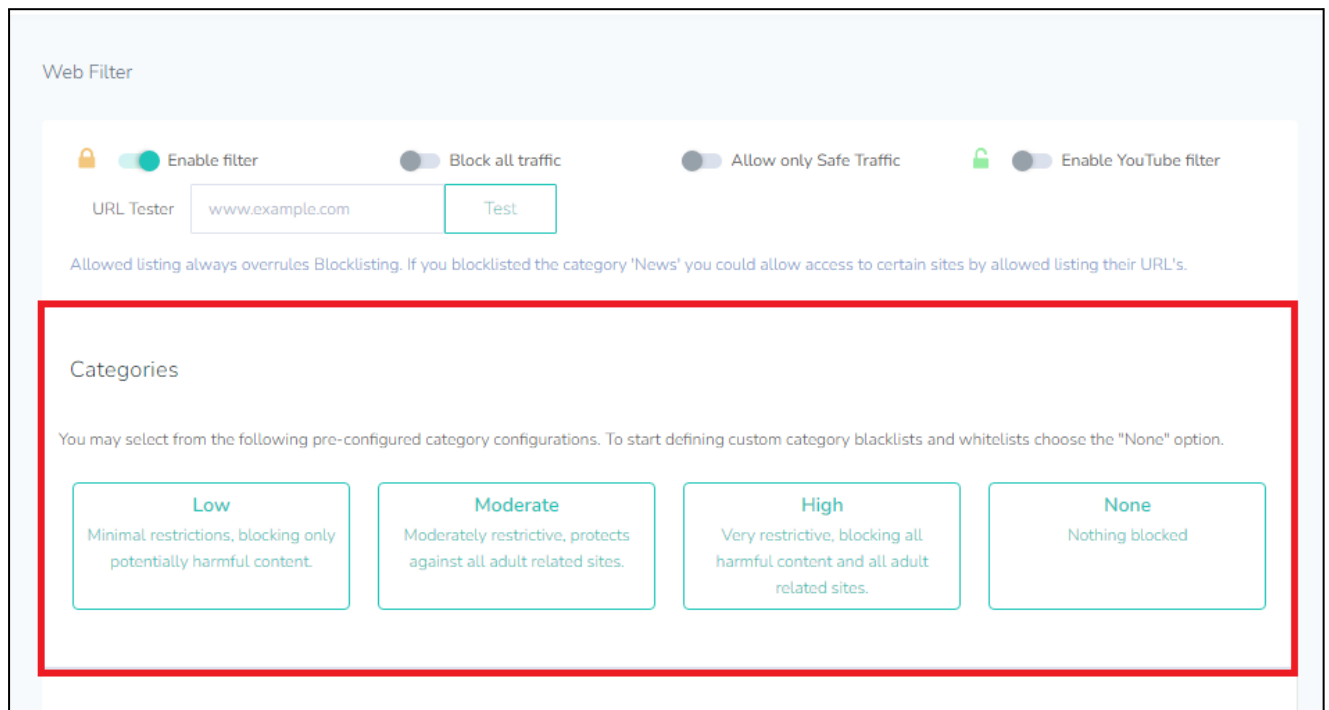 Web Filter
Enable filter
Block all traffic
Allow only Safe Traffic
Enable YouTube filter
URL Tester
www.example.com
Test
Allowed listing always overrules Blocklisting. If you blocklisted the category 'News' you could allow access to certain sites by allowed listing their URL's.
Categories
You may select from the following pre-configured category configurations. To start defining custom category blacklists and whitelists choose the "None" option.
Low
Minimal restrictions, blocking only
potentially harmful content.
Moderate
Moderately restrictive, protects
against all adult related sites.
High
Very restrictive, blocking all
harmful content and all adult
related sites.
None
Nothing blocked